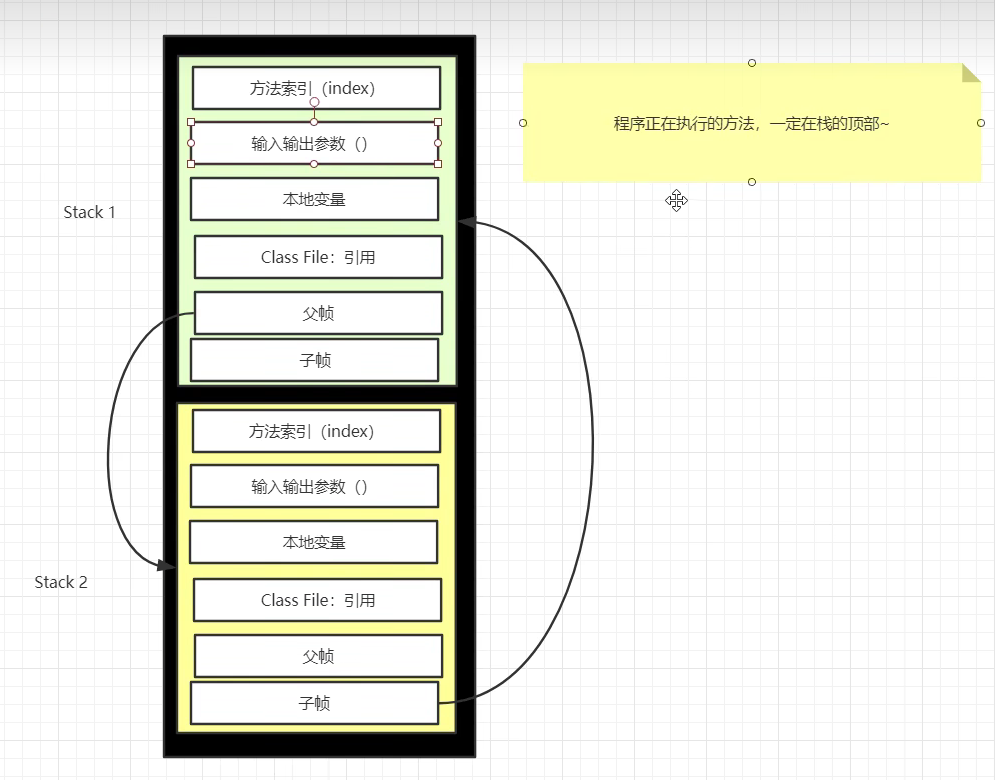 方法索引（index）
输入输出参数（）
本地变量
Class File：引用
父帧
子帧
Stack 1
方法索引（index）
输入输出参数（）
本地变量
Class File：引用
父帧
子帧
Stack 2
程序正在执行的方法，一定在栈的顶部~